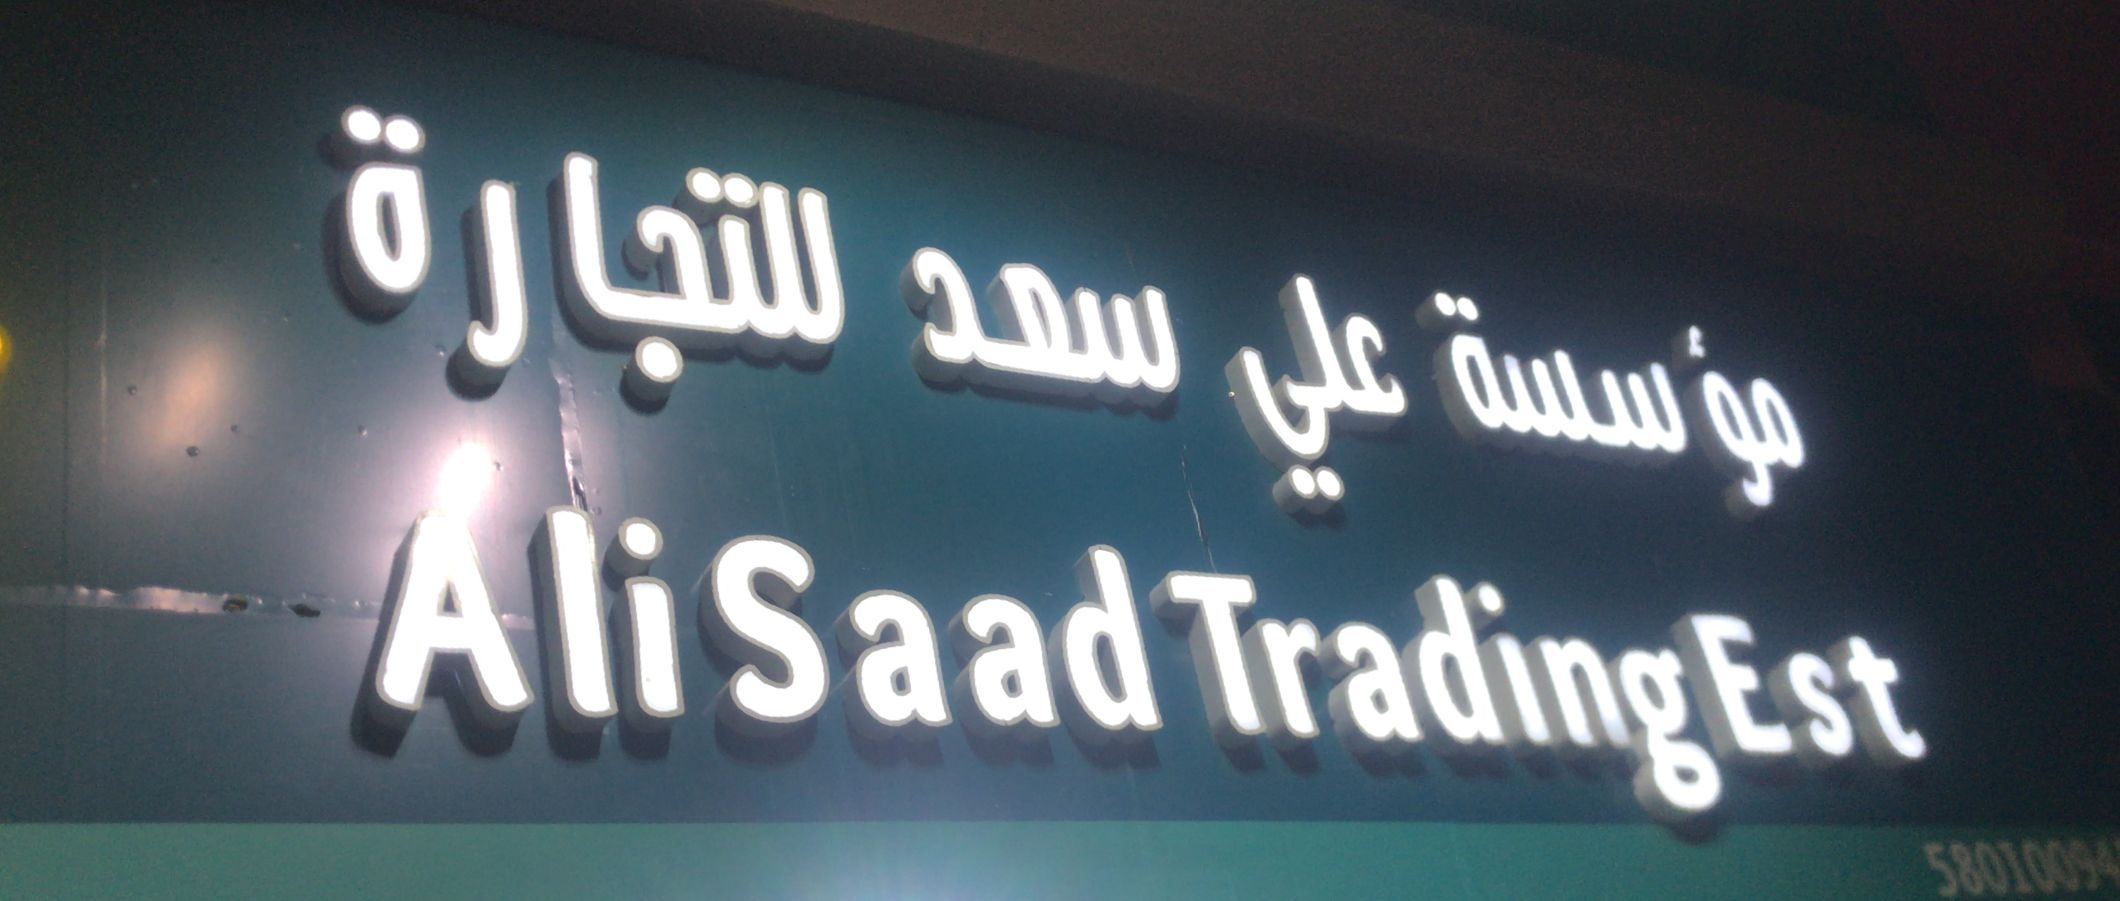 مؤسسة علي سعد للتجارة
Ali Saad Trading Est